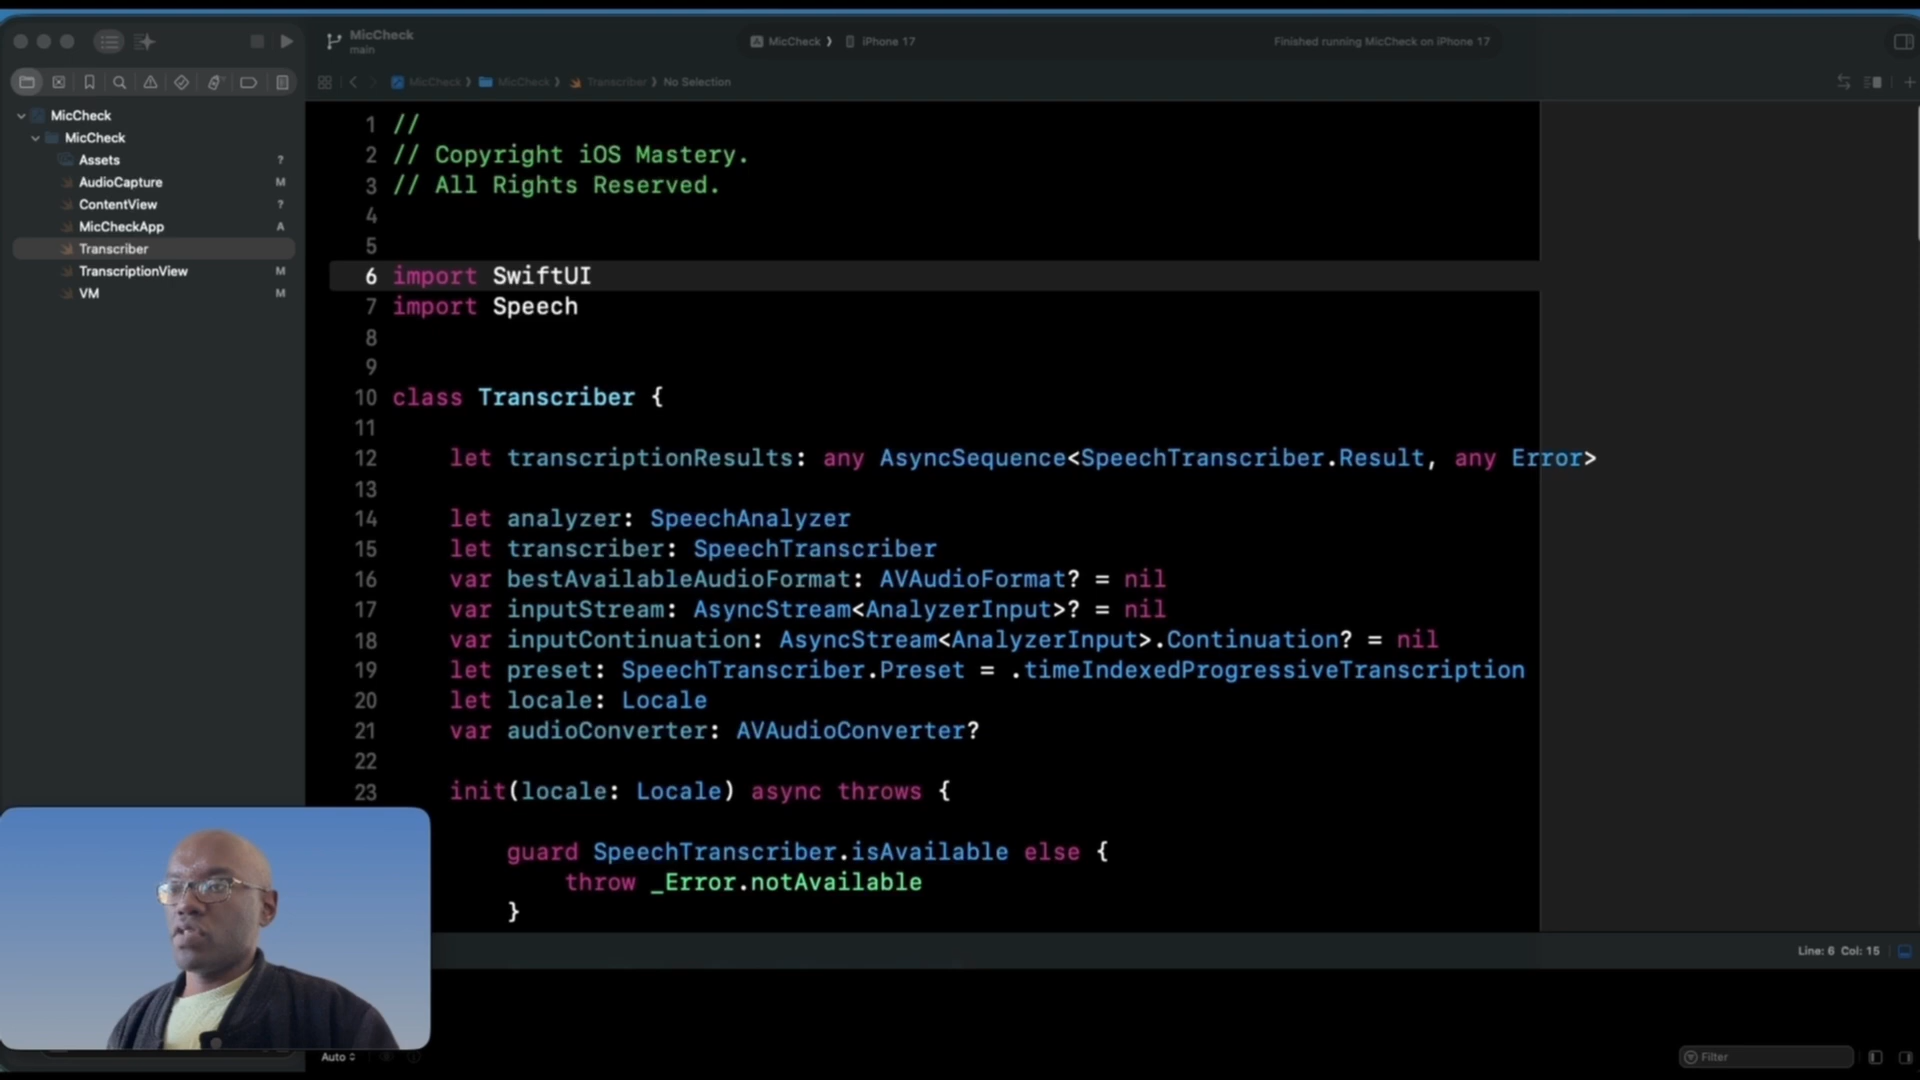 MicCheck
main
MicCheck
iPhone 17
Finished running MicCheck on iPhone 17
MicCheck
MicCheck
Transcriber
No Selection
MicCheck
MicCheck
Assets ?
AudioCapture M
ContentView ?
MicCheckApp A
Transcriber
TranscriptionView M
VM M
1 //
2 // Copyright iOS Mastery.
3 // All Rights Reserved.
4
5
6 import SwiftUI
7 import Speech
8
9
10 class Transcriber {
11
12 let transcriptionResults: any AsyncSequence<SpeechTranscriber.Result, any Error>
13
14 let analyzer: SpeechAnalyzer
15 let transcriber: SpeechTranscriber
16 var bestAvailableAudioFormat: AVAudioFormat? = nil
17 var inputStream: AsyncStream<AnalyzerInput>? = nil
18 var inputContinuation: AsyncStream<AnalyzerInput>.Continuation? = nil
19 let preset: SpeechTranscriber.Preset = .timeIndexedProgressiveTranscription
20 let locale: Locale
21 var audioConverter: AVAudioConverter?
22
23 init(locale: Locale) async throws {
guard SpeechTranscriber.isAvailable else {
throw _Error.notAvailable
}
Line: 6 Col: 15
Auto
Filter